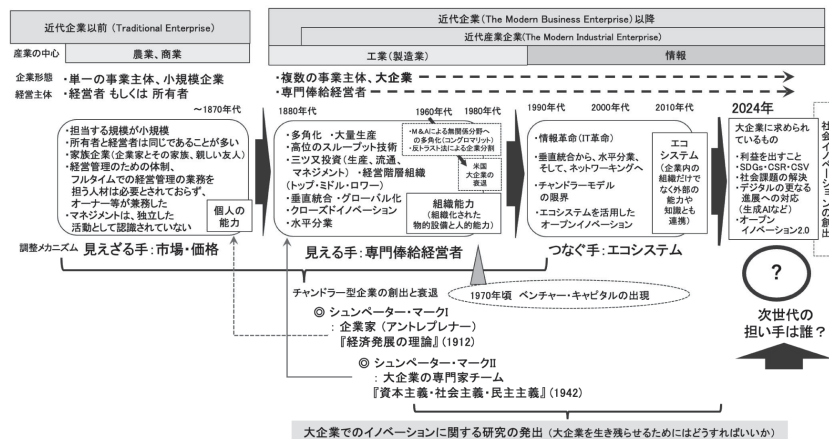 近代企業以前 (Traditional Enterprise)
近代企業(The Modern Business Enterprise)以降
近代産業企業(The Modern Industrial Enterprise)
産業の中心
農業、商業
工業(製造業)
情報
企業形態
・単一の事業主体、小規模企業
・複数の事業主体、大企業
経営主体
・経営者 もしくは 所有者
・専門俸給経営者
～1870年代
・担当する規模が小規模
・所有者と経営者は同じであることが多い
・家族企業(企業家とその家族、親しい友人)
・経営管理のための体制、
フルタイムでの経営管理の業務を
担う人材は必要とされておらず、
オーナー等が兼務した
・マネジメントは、独立した
活動として認識されていない
個人の
能力
1880年代
1960年代
1980年代
・多角化 ・大量生産
・高位のスループット技術
・三ツ又投資(生産、流通、
マネジメント) ・経営階層組織
(トップ・ミドル・ロワー)
・垂直統合・グローバル化
・クローズドイノベーション
・水平分業
・M&Aによる無関係分野へ
の多角化(コングロマリット)
・反トラスト法による企業分割
米国
大企業の
衰退
組織能力
(組織化された
物的設備と人的能力)
1990年代
2000年代
2010年代
・情報革命(IT革命)
・垂直統合から、水平分業、
そして、ネットワーキングへ
・チャンドラーモデル
の限界
・エコシステムを活用した
オープンイノベーション
エコ
システム
(企業内の
組織だけで
なく外部の
能力や
知識とも
連携)
2024年
大企業に求められ
ているもの
・利益を出すこと
・SDGs・CSR・CSV
・社会課題の解決
・デジタルの更なる
進展への対応
(生成AIなど)
・オープン
イノベーション2.0
社会イノベーションの創出
調整メカニズム
見えざる手:市場・価格
見える手:専門俸給経営者
つなぐ手:エコシステム
チャンドラー型企業の創出と衰退
1970年頃 ベンチャー・キャピタルの出現
?
次世代の
担い手は誰?
◎ シュンペーター・マークⅠ
: 企業家 (アントレプレナー)
『経済発展の理論』(1912)
◎ シュンペーター・マークⅡ
: 大企業の専門家チーム
『資本主義・社会主義・民主主義』(1942)
大企業でのイノベーションに関する研究の発出 (大企業を生き残らせるためにはどうすればいいか)